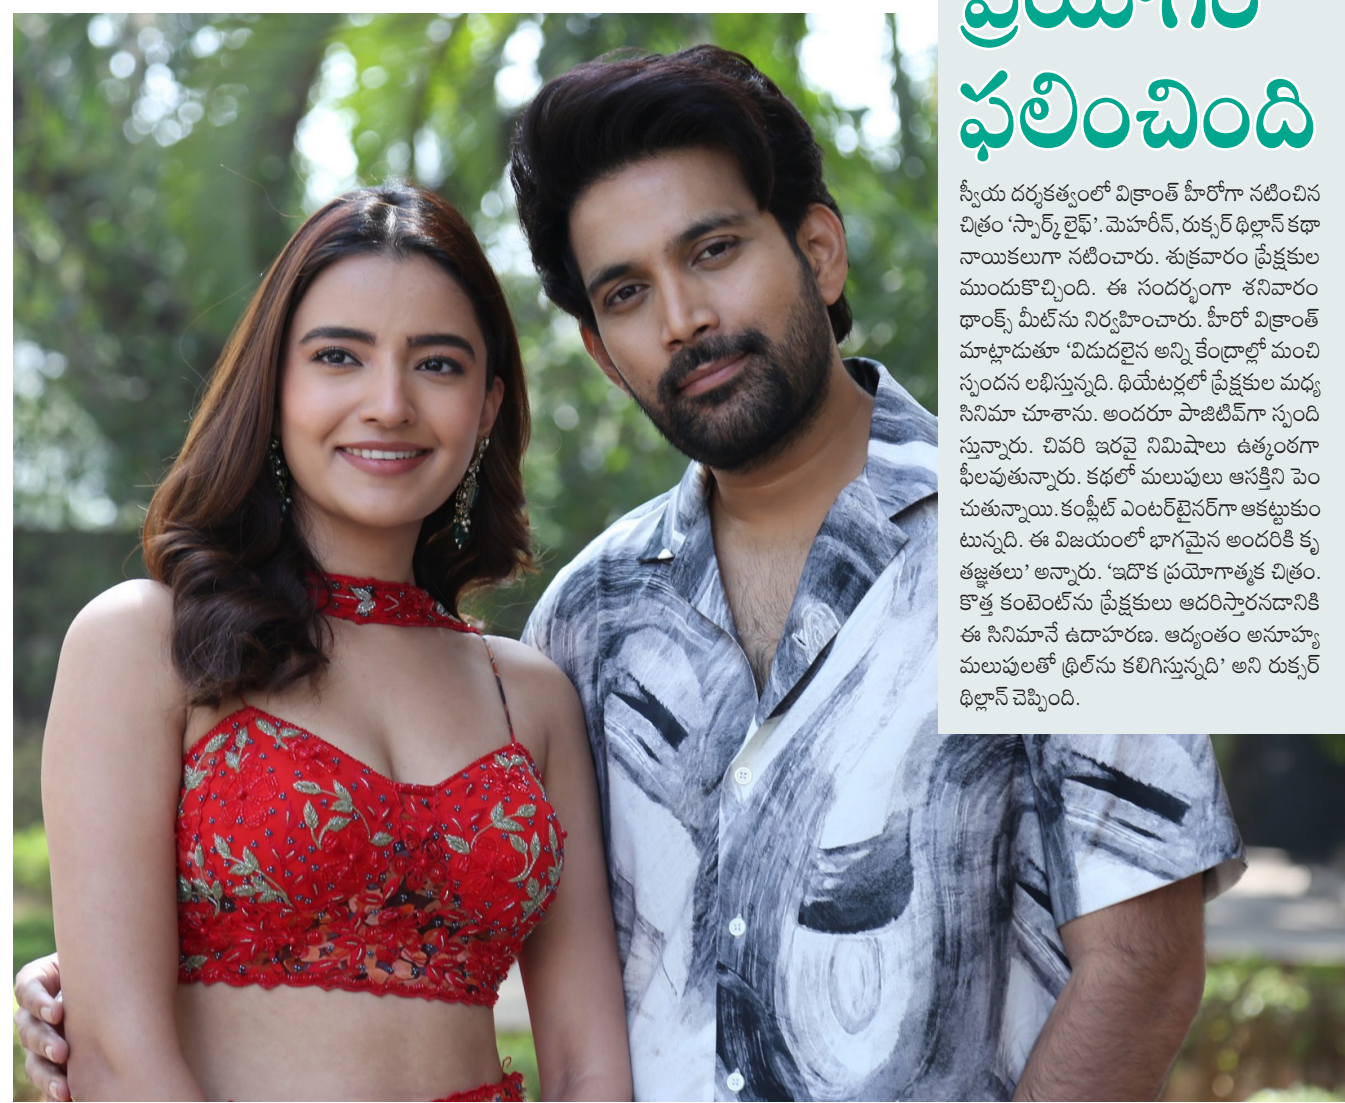 ప్రయోగం
ఫలించింది
స్వీయ దర్శకత్వంలో విక్రాంత్ హీరోగా నటించిన
చిత్రం ‘స్పార్క్ లైఫ్’. మెహరీన్, రుక్సర్ థిల్లాన్ కథా
నాయికలుగా నటించారు. శుక్రవారం ప్రేక్షకుల
ముందుకొచ్చింది. ఈ సందర్భంగా శనివారం
థాంక్స్ మీట్‌ను నిర్వహించారు. హీరో విక్రాంత్
మాట్లాడుతూ ‘విడుదలైన అన్ని కేంద్రాల్లో మంచి
స్పందన లభిస్తున్నది. థియేటర్లలో ప్రేక్షకుల మధ్య
సినిమా చూశాను. అందరూ పాజిటివ్‌గా స్పంది
స్తున్నారు. చివరి ఇరవై నిమిషాలు ఉత్కంఠగా
ఫీలవుతున్నారు. కథలో మలుపులు ఆసక్తిని పెం
చుతున్నాయి. కంప్లీట్ ఎంటర్‌టైనర్‌గా ఆకట్టుకుం
టున్నది. ఈ విజయంలో భాగమైన అందరికి కృ
తజ్ఞతలు’ అన్నారు. ‘ఇదొక ప్రయోగాత్మక చిత్రం.
కొత్త కంటెంట్‌ను ప్రేక్షకులు ఆదరిస్తారనడానికి
ఈ సినిమానే ఉదాహరణ. ఆద్యంతం అనూహ్య
మలుపులతో థ్రిల్‌ను కలిగిస్తున్నది’ అని రుక్సర్
థిల్లాన్ చెప్పింది.